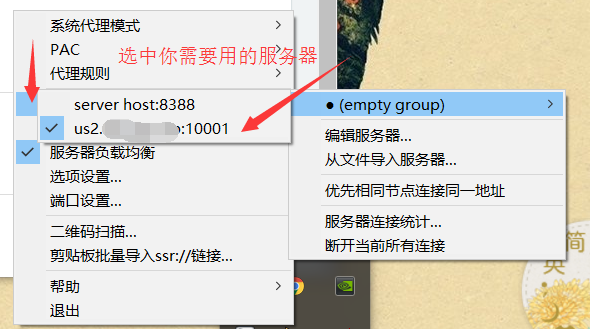 系统代理模式
PAC
选中你需要用的服务器
代理规则
server host:8388
us2.
:10001
服务器负载均衡
选项设置...
端口设置...
二维码扫描...
剪贴板批量导入ssr://链接...
帮助
退出
● (empty group)
编辑服务器...
从文件导入服务器...
优先相同节点连接同一地址
服务器连接统计...
断开当前所有连接
简
英